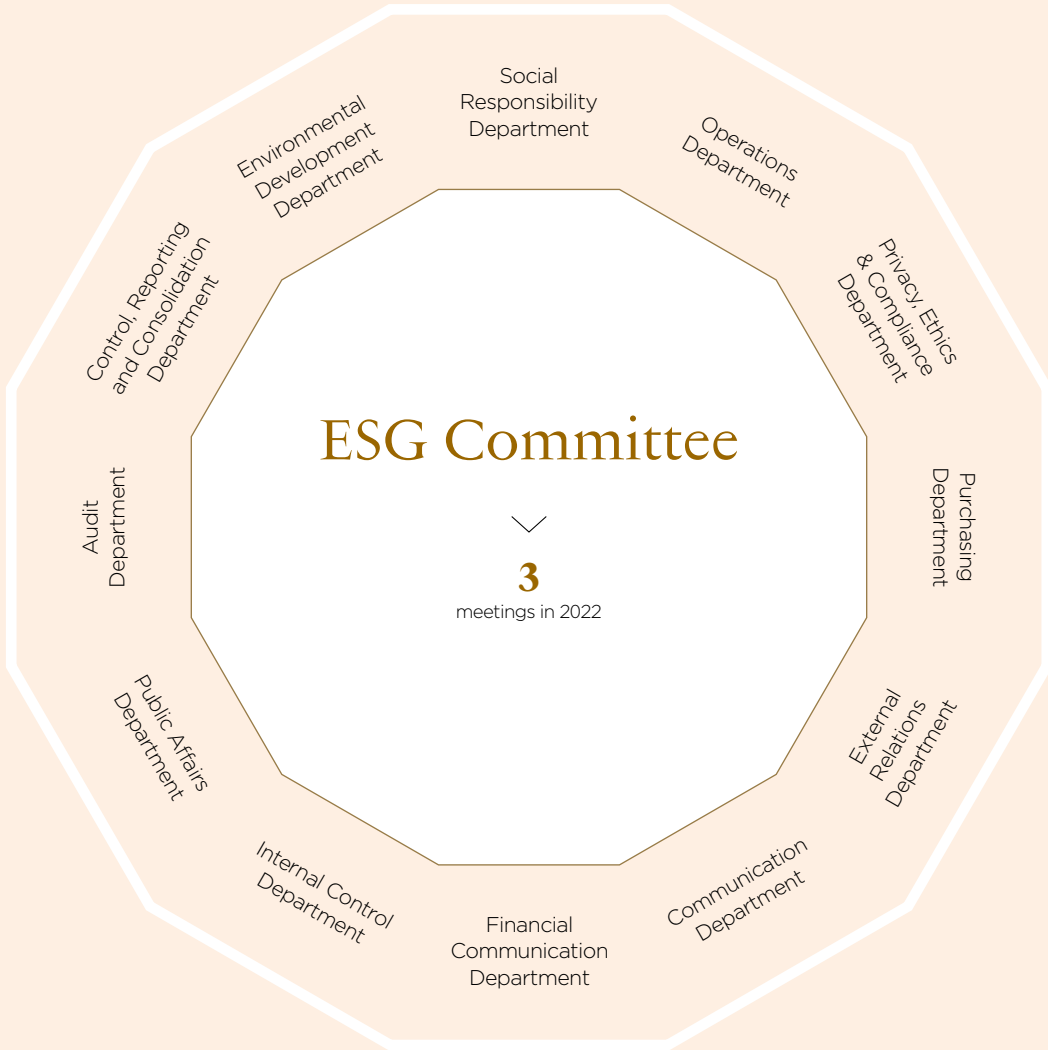 Social
Responsibility
Department
Operations
Department
Privacy, Ethics
& Compliance
Department
Purchasing
Department
External
Relations
Department
Communication
Department
Financial
Communication
Department
Internal Control
Department
Public Affairs
Department
Audit
Department
Control, Reporting
and Consolidation
Department
Environmental
Development
Department
ESG Committee
3
meetings in 2022